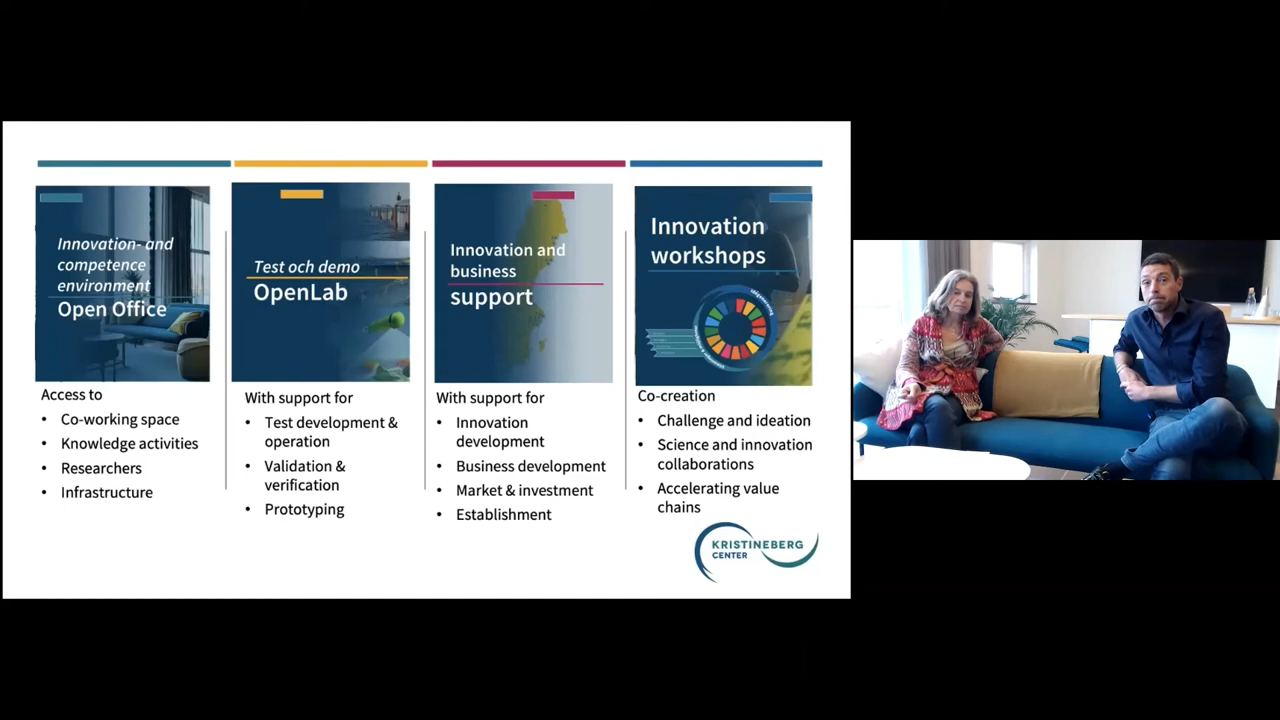 Innovation- and
competence
environment
Open Office
Access to
• Co-working space
• Knowledge activities
• Researchers
• Infrastructure
Test och demo
OpenLab
With support for
• Test development &
operation
• Validation &
verification
• Prototyping
Innovation and
business
support
With support for
• Innovation
development
• Business development
• Market & investment
• Establishment
Innovation
workshops
Co-creation
• Challenge and ideation
• Science and innovation
collaborations
• Accelerating value
chains
KRISTINEBERG
CENTER